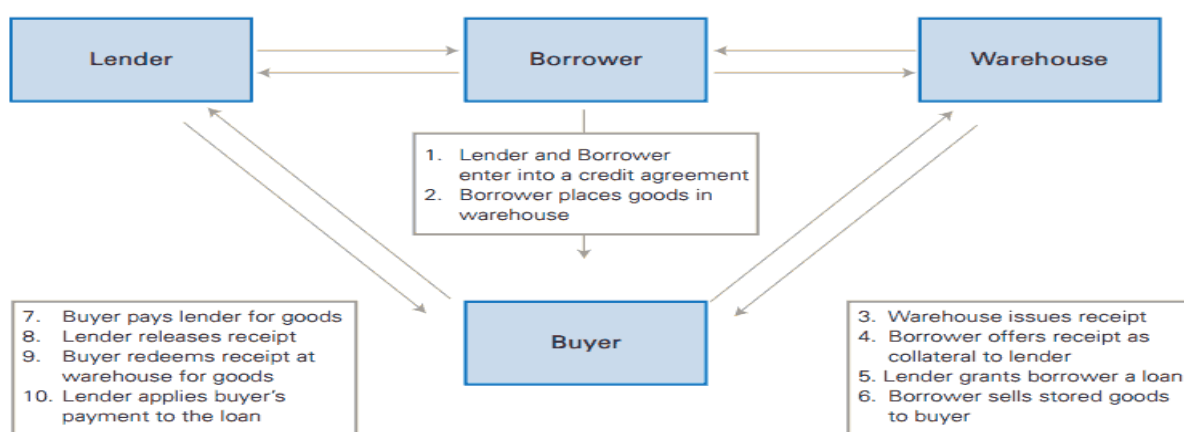 Lender
Borrower
Warehouse
1. Lender and Borrower
enter into a credit agreement
2. Borrower places goods in
warehouse
Buyer
3. Warehouse issues receipt
4. Borrower offers receipt as
collateral to lender
5. Lender grants borrower a loan
6. Borrower sells stored goods
to buyer
7. Buyer pays lender for goods
8. Lender releases receipt
9. Buyer redeems receipt at
warehouse for goods
10. Lender applies buyer's
payment to the loan